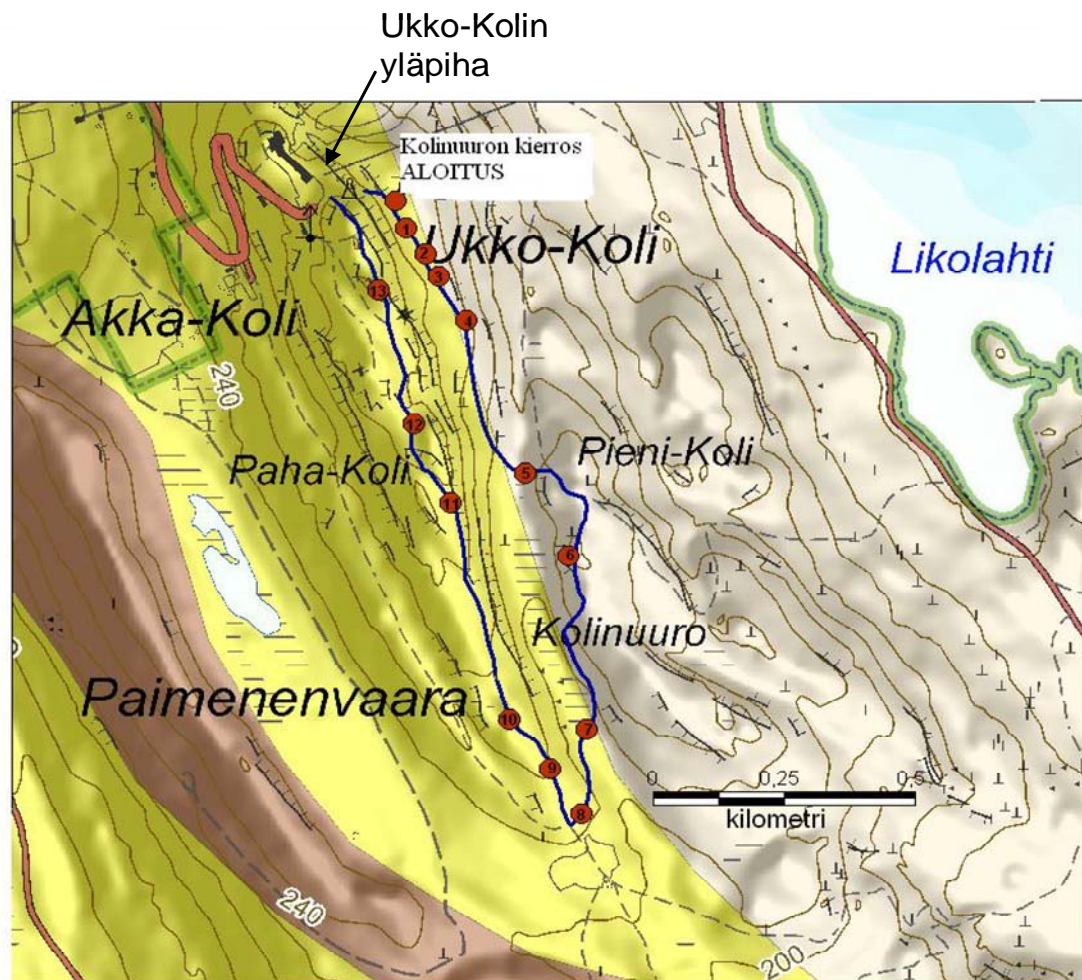 Ukko-Kolin
yläpiha
Kolinuuron kierros
ALOITUS
1
2
Ukko-Koli
3
Likolahti
13
4
Akka-Koli
240
12
Pieni-Koli
Paha-Koli
5
11
6
Kolinuuro
Paimenenvaara
10
7
9
0 0,25 0,5
kilometri
8
240
200